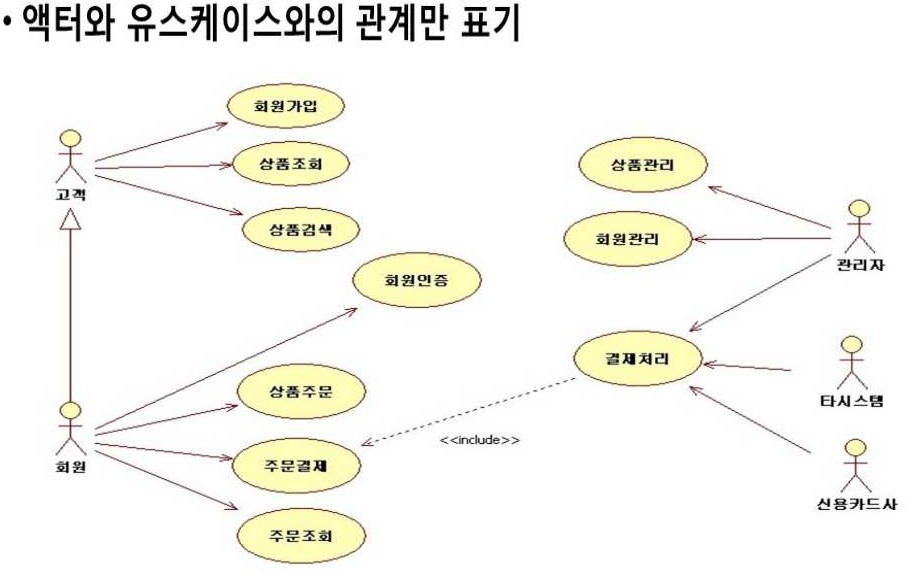 • 액터와 유스케이스와의 관계만 표기
회원가입
상품조회
고객
상품검색
회원인증
상품관리
회원관리
관리자
결제처리
타시스템
신용카드사
<<include>>
상품주문
회원
주문결제
주문조회